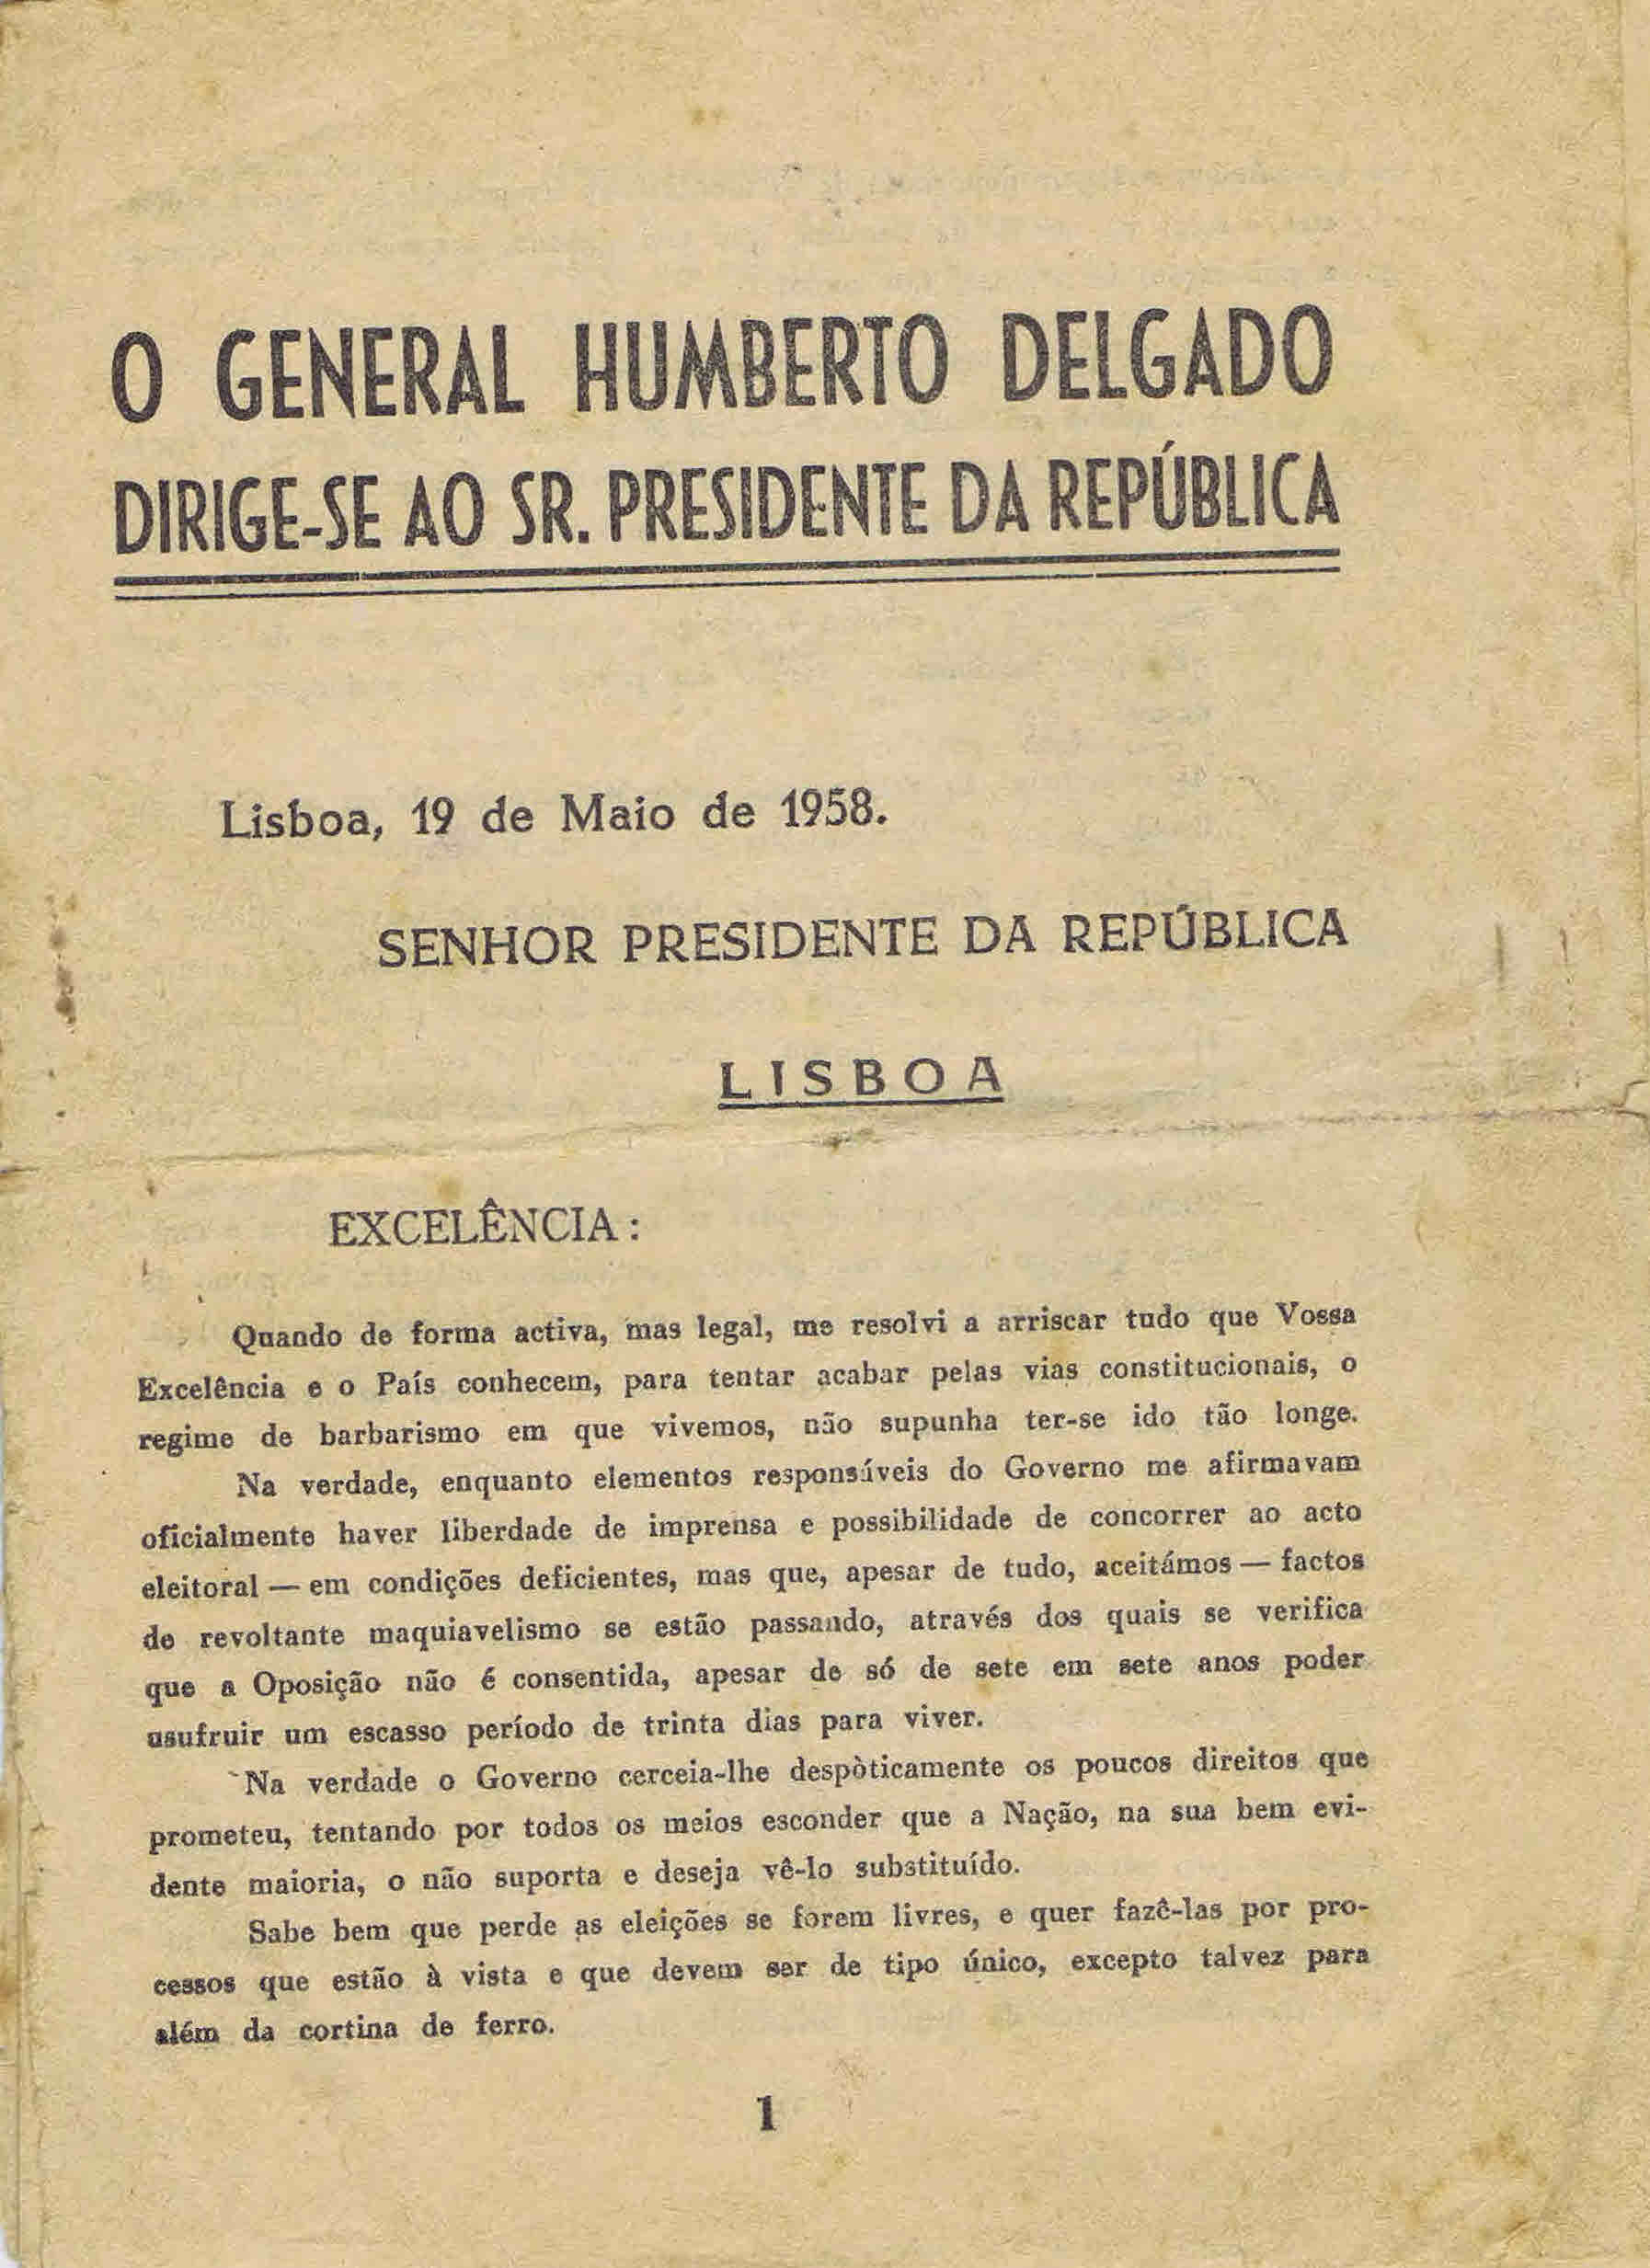 O GENERAL HUMBERTO DELGADO
DIRIGE-SE AO SR. PRESIDENTE DA REPÚBLICA
Lisboa, 19 de Maio de 1958.
SENHOR PRESIDENTE DA REPÚBLICA
LISBOA
EXCELÊNCIA:
Quando de forma activa, mas legal, me resolvi a arriscar tudo que Vossa
Excelência e o País conhecem, para tentar acabar pelas vias constitucionais, o
regime de barbarismo em que vivemos, não supunha ter-se ido tão longe.
Na verdade, enquanto elementos responsáveis do Governo me afirmavam
oficialmente haver liberdade de imprensa e possibilidade de concorrer ao acto
eleitoral — em condições deficientes, mas que, apesar de tudo, aceitámos — factos
de revoltante maquiavelismo se estão passando, através dos quais se verifica
que a Oposição não é consentida, apesar de só de sete em sete anos poder
usufruir um escasso período de trinta dias para viver.
Na verdade o Governo cerceia-lhe despòticamente os poucos direitos que
prometeu, tentando por todos os meios esconder que a Nação, na sua bem evi-
dente maioria, o não suporta e deseja vê-lo substituído.
Sabe bem que perde as eleições se forem livres, e quer fazê-las por pro-
cessos que estão à vista e que devem ser de tipo único, excepto talvez para
além da cortina de ferro.
1